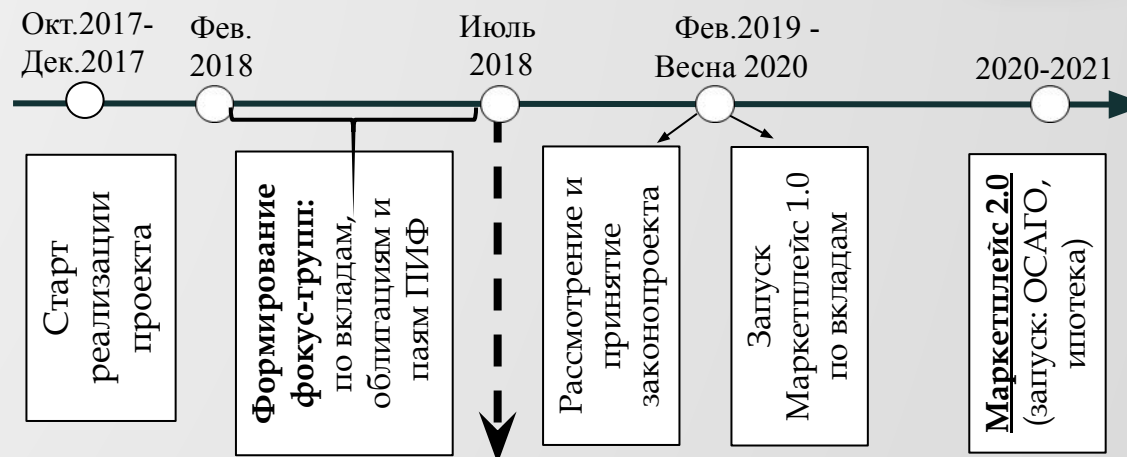 Окт.2017-
Дек.2017
Фев.
2018
Июль
2018
Фев.2019 -
Весна 2020
2020-2021
Старт
реализации
проекта
Формирование
фокус-групп:
по вкладам,
облигациям и
паям ПИФ
Рассмотрение и
принятие
законопроекта
Запуск
Маркетплейс 1.0
по вкладам
Маркетплейс 2.0
(запуск: ОСАГО,
ипотека)